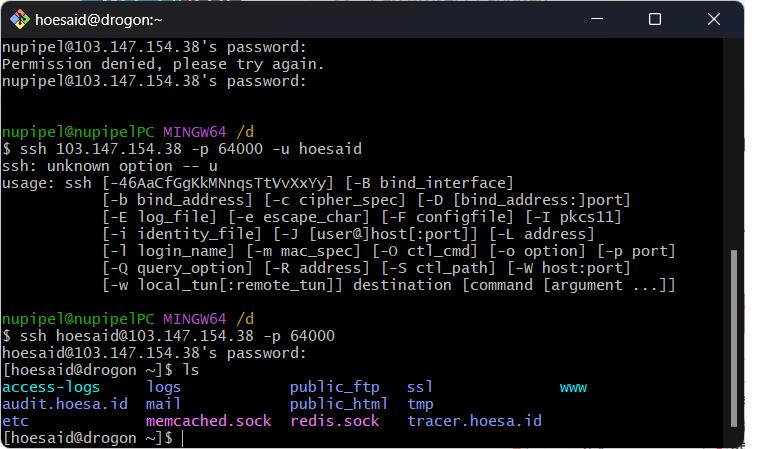 hoesaid@drogon:~
nupipel@103.147.154.38's password:
Permission denied, please try again.
nupipel@103.147.154.38's password:
nupipel@nupipelPC MINGW64 /d
$ ssh 103.147.154.38 -p 64000 -u hoesaid
ssh: unknown option -- u
usage: ssh [-46AaCfGgKkMNnqsTtVvXxYy] [-B bind_interface]
[-b bind_address] [-c cipher_spec] [-D [bind_address:]port]
[-E log_file] [-e escape_char] [-F configfile] [-I pkcs11]
[-i identity_file] [-J [user@]host[:port]] [-L address]
[-l login_name] [-m mac_spec] [-O ctl_cmd] [-o option] [-p port]
[-Q query_option] [-R address] [-S ctl_path] [-W host:port]
[-w local_tun[:remote_tun]] destination [command [argument ...]]
nupipel@nupipelPC MINGW64 /d
$ ssh hoesaid@103.147.154.38 -p 64000
hoesaid@103.147.154.38's password:
[hoesaid@drogon ~]$ ls
access-logs logs public_ftp ssl www
audit.hoesa.id mail public_html tmp
etc memcached.sock redis.sock tracer.hoesa.id
[hoesaid@drogon ~]$